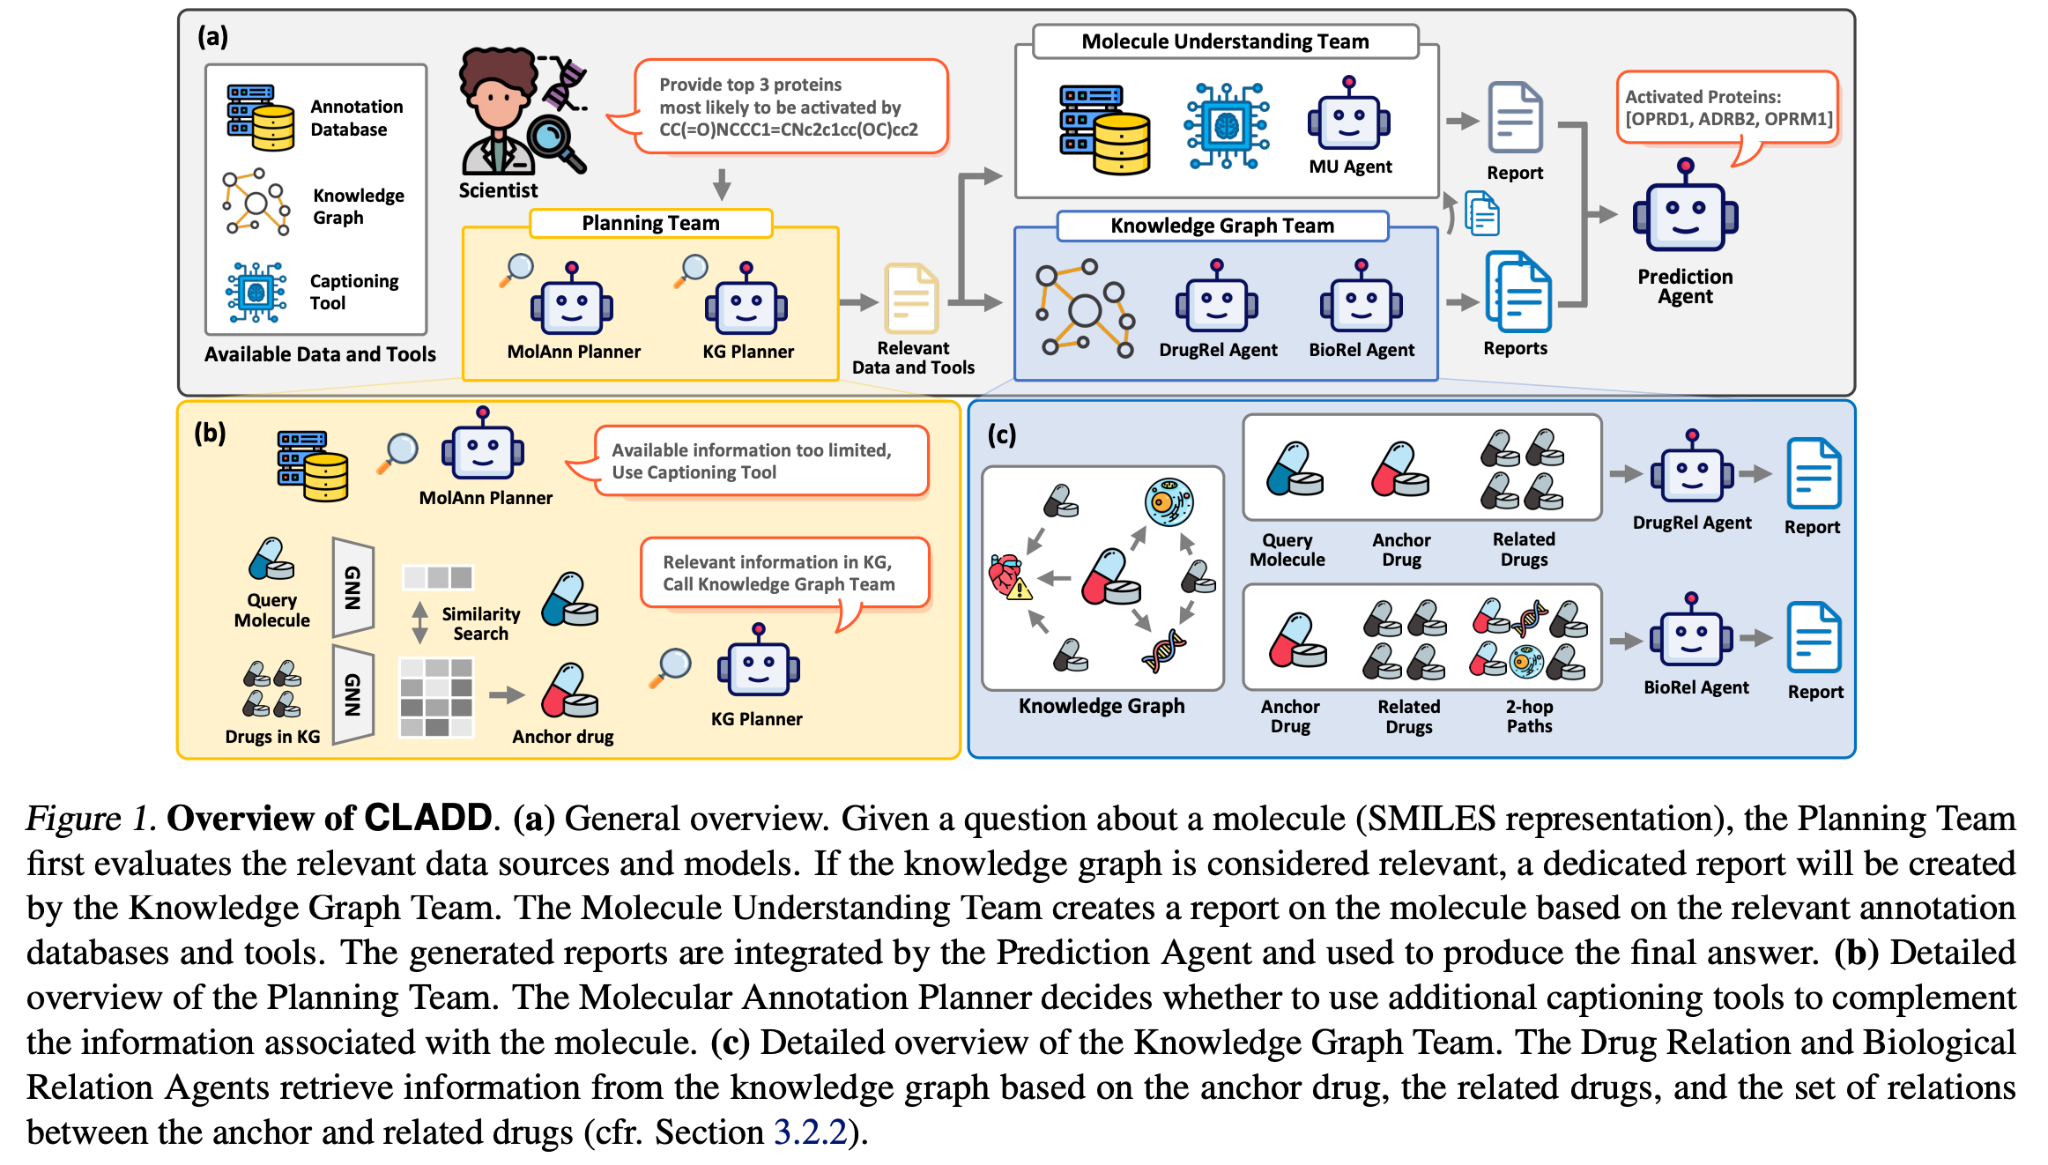 (a)
Annotation
Database
Knowledge
Graph
Captioning
Tool
Available Data and Tools
Scientist
Provide top 3 proteins
most likely to be activated by
CC(=O)NCCC1=CNc2c1cc(OC)cc2
Planning Team
MolAnn Planner
KG Planner
Relevant
Data and Tools
Molecule Understanding Team
MU Agent
Report
Knowledge Graph Team
DrugRel Agent
BioRel Agent
Reports
Activated Proteins:
[OPRD1, ADRB2, OPRM1]
Prediction
Agent
(b)
MolAnn Planner
Available information too limited,
Use Captioning Tool
Query
Molecule
GNN
Similarity
Search
Drugs in KG
GNN
Anchor drug
Relevant information in KG,
Call Knowledge Graph Team
KG Planner
(c)
Knowledge Graph
Query
Molecule
Anchor
Drug
Related
Drugs
DrugRel Agent
Report
Anchor
Drug
Related
Drugs
2-hop
Paths
BioRel Agent
Report
Figure 1. Overview of CLADD. (a) General overview. Given a question about a molecule (SMILES representation), the Planning Team
first evaluates the relevant data sources and models. If the knowledge graph is considered relevant, a dedicated report will be created
by the Knowledge Graph Team. The Molecule Understanding Team creates a report on the molecule based on the relevant annotation
databases and tools. The generated reports are integrated by the Prediction Agent and used to produce the final answer. (b) Detailed
overview of the Planning Team. The Molecular Annotation Planner decides whether to use additional captioning tools to complement
the information associated with the molecule. (c) Detailed overview of the Knowledge Graph Team. The Drug Relation and Biological
Relation Agents retrieve information from the knowledge graph based on the anchor drug, the related drugs, and the set of relations
between the anchor and related drugs (cfr. Section 3.2.2).